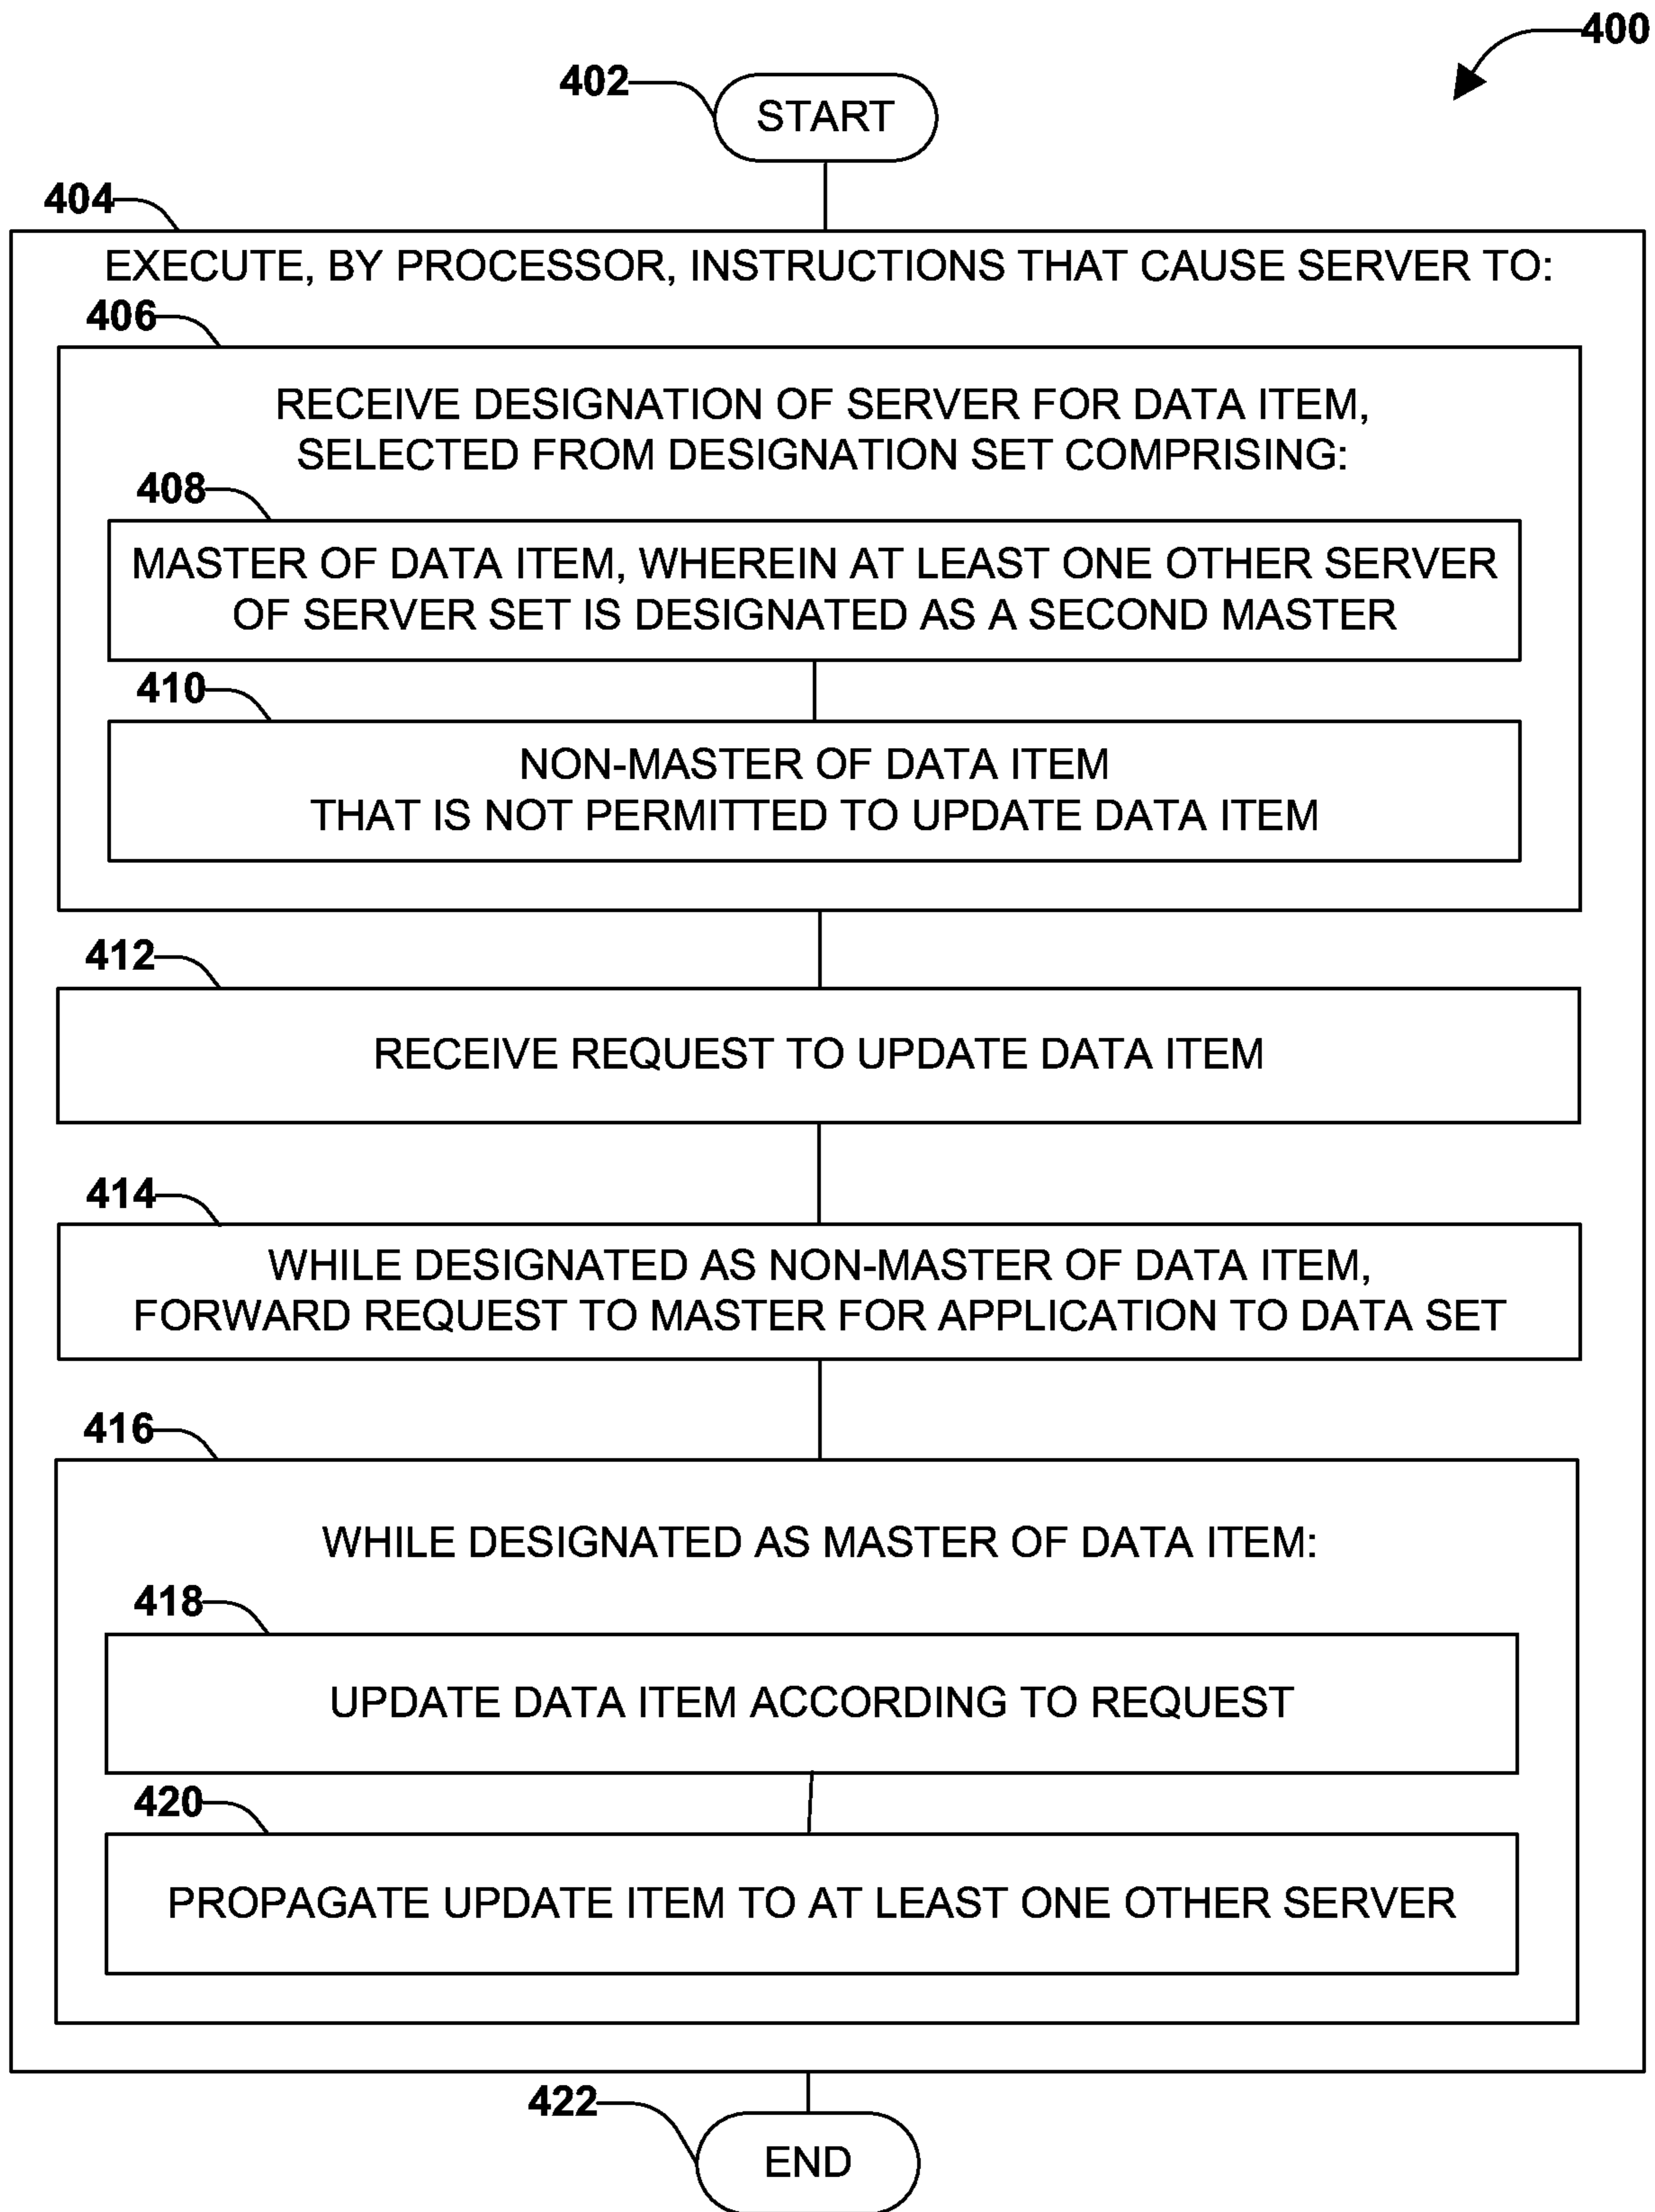 400
402
START
404
EXECUTE, BY PROCESSOR, INSTRUCTIONS THAT CAUSE SERVER TO:
406
RECEIVE DESIGNATION OF SERVER FOR DATA ITEM,
SELECTED FROM DESIGNATION SET COMPRISING:
408
MASTER OF DATA ITEM, WHEREIN AT LEAST ONE OTHER SERVER
OF SERVER SET IS DESIGNATED AS A SECOND MASTER
410
NON-MASTER OF DATA ITEM
THAT IS NOT PERMITTED TO UPDATE DATA ITEM
412
RECEIVE REQUEST TO UPDATE DATA ITEM
414
WHILE DESIGNATED AS NON-MASTER OF DATA ITEM,
FORWARD REQUEST TO MASTER FOR APPLICATION TO DATA SET
416
WHILE DESIGNATED AS MASTER OF DATA ITEM:
418
UPDATE DATA ITEM ACCORDING TO REQUEST
420
PROPAGATE UPDATE ITEM TO AT LEAST ONE OTHER SERVER
422
END